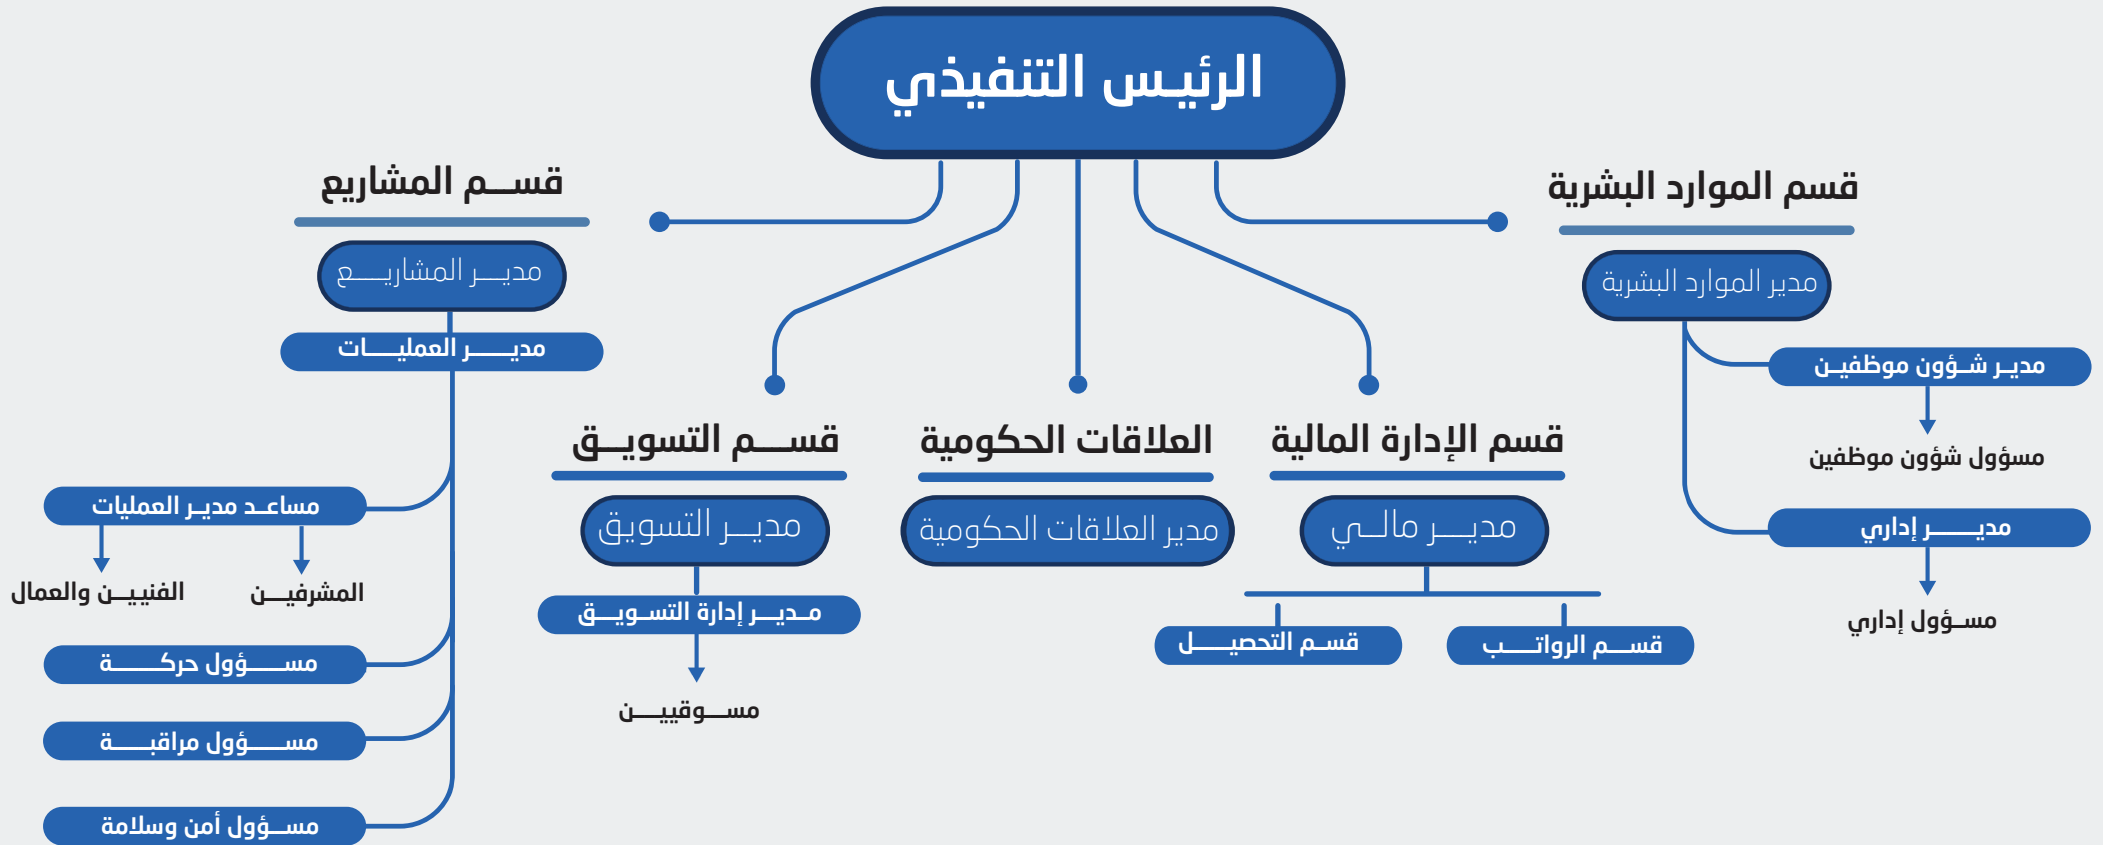 الرئيس التنفيذي
قسم الموارد البشرية
مدير الموارد البشرية
مدير شؤون موظفين
مسؤول شؤون موظفين
مدير إداري
مسؤول إداري
قسم الإدارة المالية
مدير مالي
قسم الرواتب
قسم التحصيل
العلاقات الحكومية
مدير العلاقات الحكومية
قسم التسويق
مدير التسويق
مدير إدارة التسويق
مسوقيين
قسم المشاريع
مدير المشاريع
مدير العمليات
مساعد مدير العمليات
المشرفين
الفنيين والعمال
مسؤول حركة
مسؤول مراقبة
مسؤول أمن وسلامة